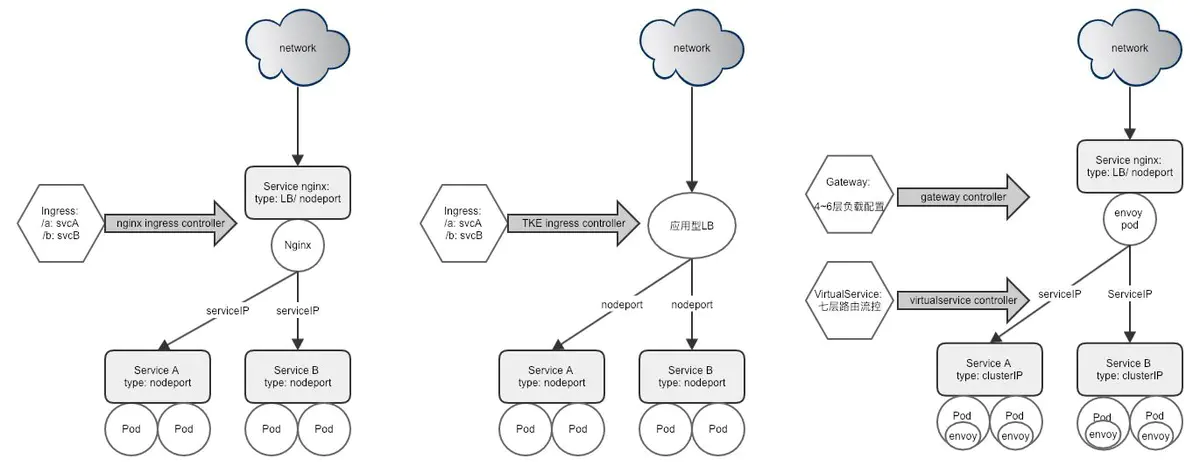 network
Service nginx:
type: LB/ nodeport
Ingress:
/a: svcA
/b: svcB
nginx ingress controller
Nginx
serviceIP
serviceIP
Service A
type: nodeport
Service B
type: nodeport
Pod
Pod
Pod
Pod
network
Ingress:
/a: svcA
/b: svcB
TKE ingress controller
应用型LB
nodeport
nodeport
Service A
type: nodeport
Service B
type: nodeport
Pod
Pod
Pod
Pod
network
Service nginx:
type: LB/ nodeport
Gateway:
4~6层负载配置
gateway controller
envoy
pod
VirtualService:
七层路由流控
virtualservice controller
serviceIP
ServiceIP
Service A
type: clusterIP
Service B
type: clusterIP
Pod
envoy
Pod
envoy
Pod
envoy
Pod
envoy